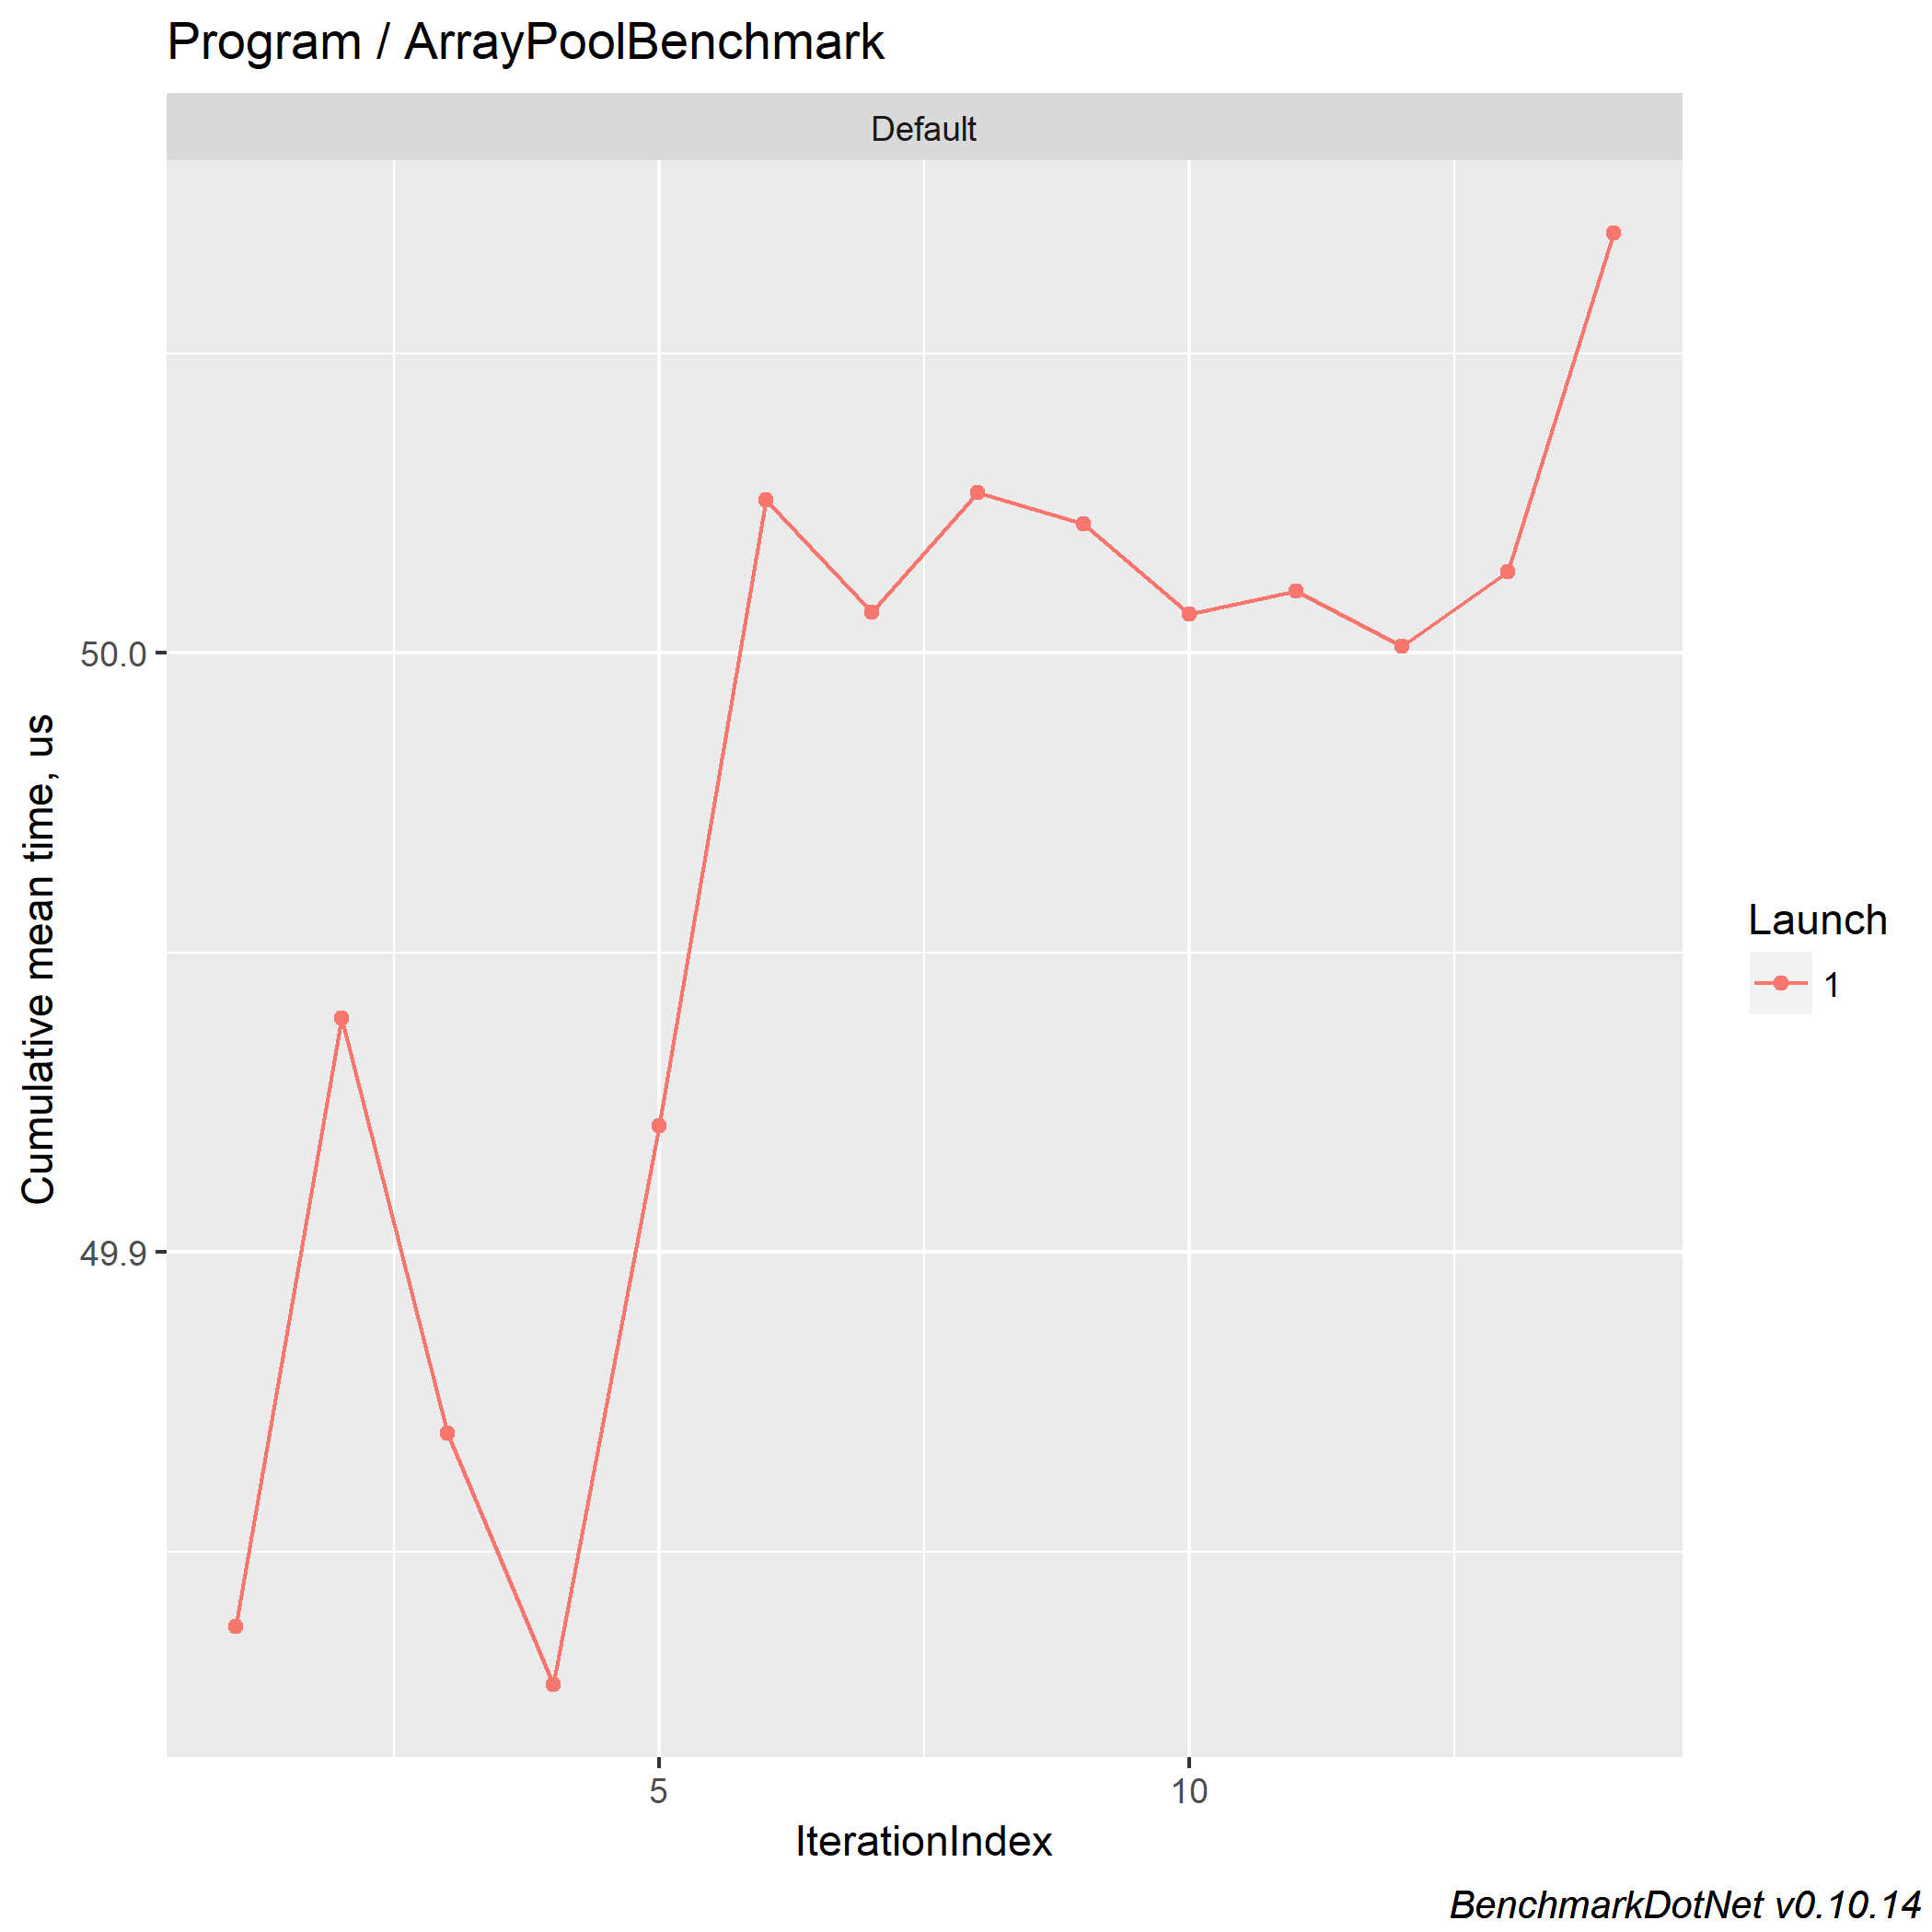 Program / ArrayPoolBenchmark
Default
50.0
49.9
Cumulative mean time, us
5
10
IterationIndex
Launch
1
BenchmarkDotNet v0.10.14